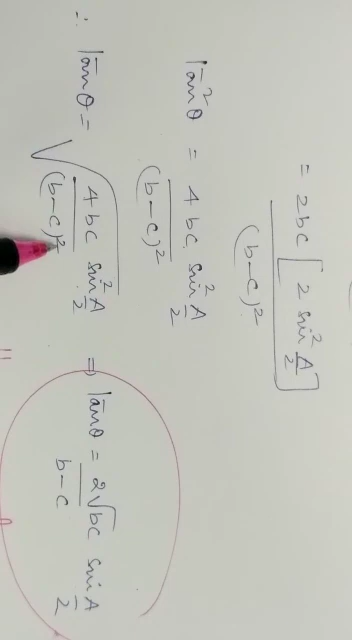 = 2bc [2 sin² A/2] / (b-c)²
Tan²θ = 4bc sin² A/2 / (b-c)²
∴ Tanθ = √(4bc sin² A/2 / (b-c)²) ⇒ Tanθ = 2√bc sin A/2 / b-c